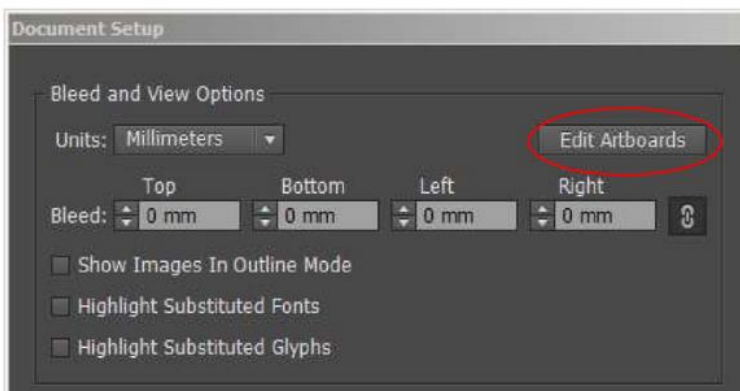 Document Setup
Bleed and View Options
Units: Millimeters Edit Artboards
Top Bottom Left Right
Bleed: 0 mm 0 mm 0 mm 0 mm
Show Images In Outline Mode
Highlight Substituted Fonts
Highlight Substituted Glyphs